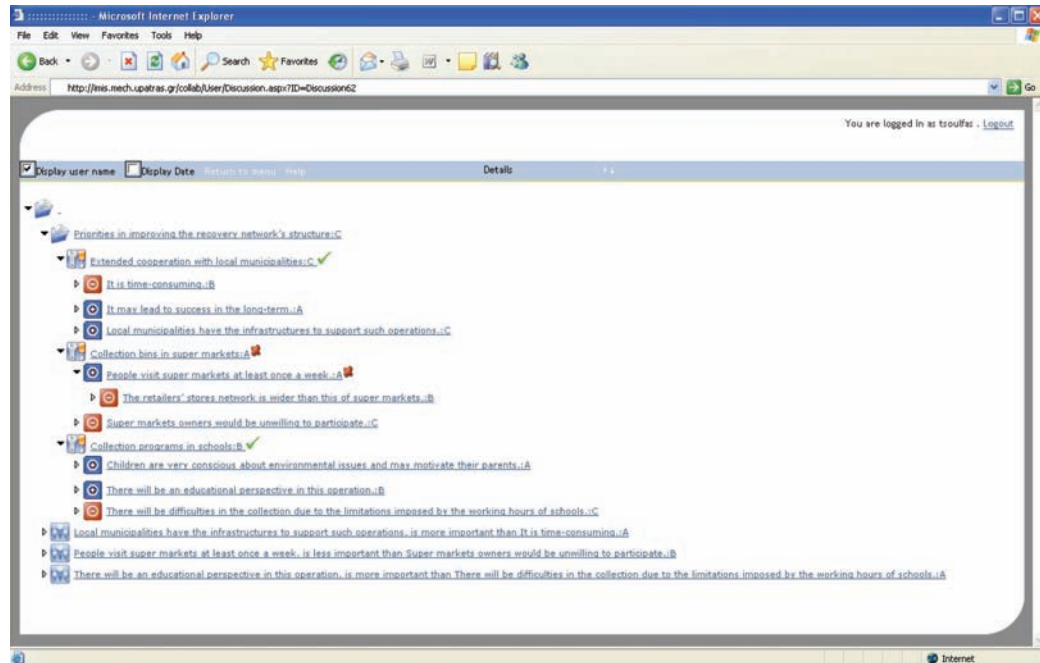 :::::::::::::::: - Microsoft Internet Explorer
File Edit View Favorites Tools Help
Back Search Favorites
Address http://imis.mech.upatras.gr/collab/User/Discussion.aspx?ID=Discussion62 Go
You are logged in as tsoulfas . Logout
Display user name Display Date Return to menu Help Details
.
Priorities in improving the recovery network's structure:C
Extended cooperation with local municipalities:C
It is time-consuming.:B
It may lead to success in the long-term.:A
Local municipalities have the infrastructures to support such operations.:C
Collection bins in super markets:A
People visit super markets at least once a week.:A
The retailers' stores network is wider than this of super markets.:B
Super markets owners would be unwilling to participate.:C
Collection programs in schools:B
Children are very conscious about environmental issues and may motivate their parents.:A
There will be an educational perspective in this operation.:B
There will be difficulties in the collection due to the limitations imposed by the working hours of schools.:C
Local municipalities have the infrastructures to support such operations. is more important than It is time-consuming.:A
People visit super markets at least once a week. is less important than Super markets owners would be unwilling to participate.:B
There will be an educational perspective in this operation. is more important than There will be difficulties in the collection due to the limitations imposed by the working hours of schools.:A
Internet